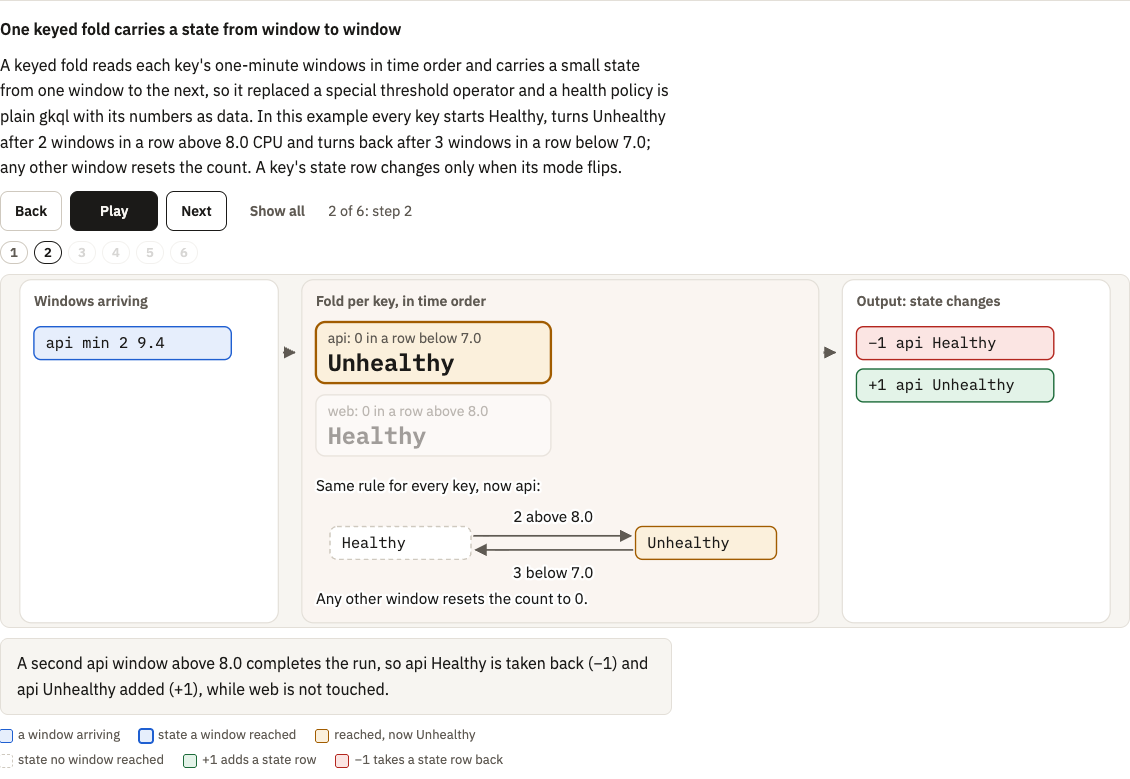 One keyed fold carries a state from window to window
A keyed fold reads each key's one-minute windows in time order and carries a small state
from one window to the next, so it replaced a special threshold operator and a health policy is
plain gkql with its numbers as data. In this example every key starts Healthy, turns Unhealthy
after 2 windows in a row above 8.0 CPU and turns back after 3 windows in a row below 7.0;
any other window resets the count. A key's state row changes only when its mode flips.
Back Play Next Show all 2 of 6: step 2
1 2 3 4 5 6
Windows arriving
api min 2 9.4
Fold per key, in time order
api: 0 in a row below 7.0
Unhealthy
web: 0 in a row above 8.0
Healthy
Same rule for every key, now api:
2 above 8.0
Healthy Unhealthy
3 below 7.0
Any other window resets the count to 0.
Output: state changes
−1 api Healthy
+1 api Unhealthy
A second api window above 8.0 completes the run, so api Healthy is taken back (−1) and
api Unhealthy added (+1), while web is not touched.
a window arriving state a window reached reached, now Unhealthy
state no window reached +1 adds a state row −1 takes a state row back